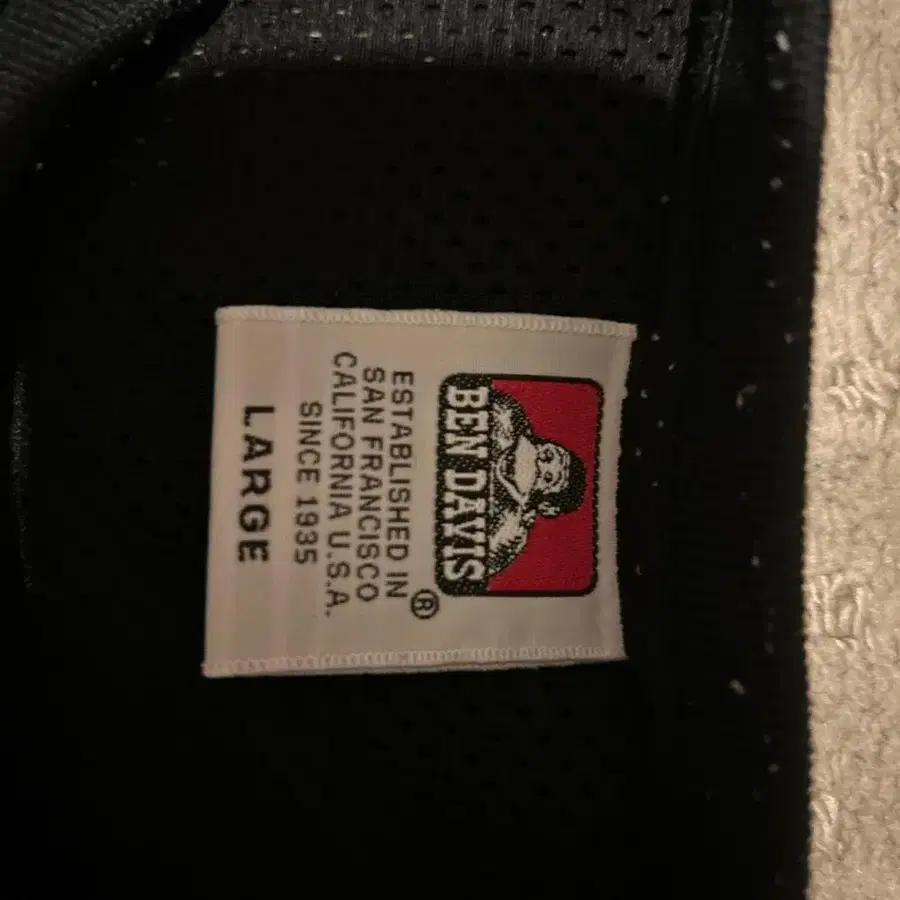 BEN DAVIS
®
ESTABLISHED IN
SAN FRANCISCO
CALIFORNIA U.S.A.
SINCE 1935
LARGE